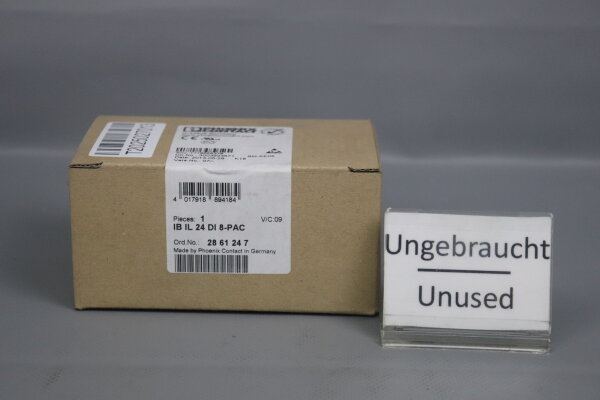 4 017918 894184
Pieces: 1 V/C:09
IB IL 24 DI 8-PAC
Ord.No.: 28 61 24 7
Made by Phoenix Contact in Germany
Ungebraucht
Unused